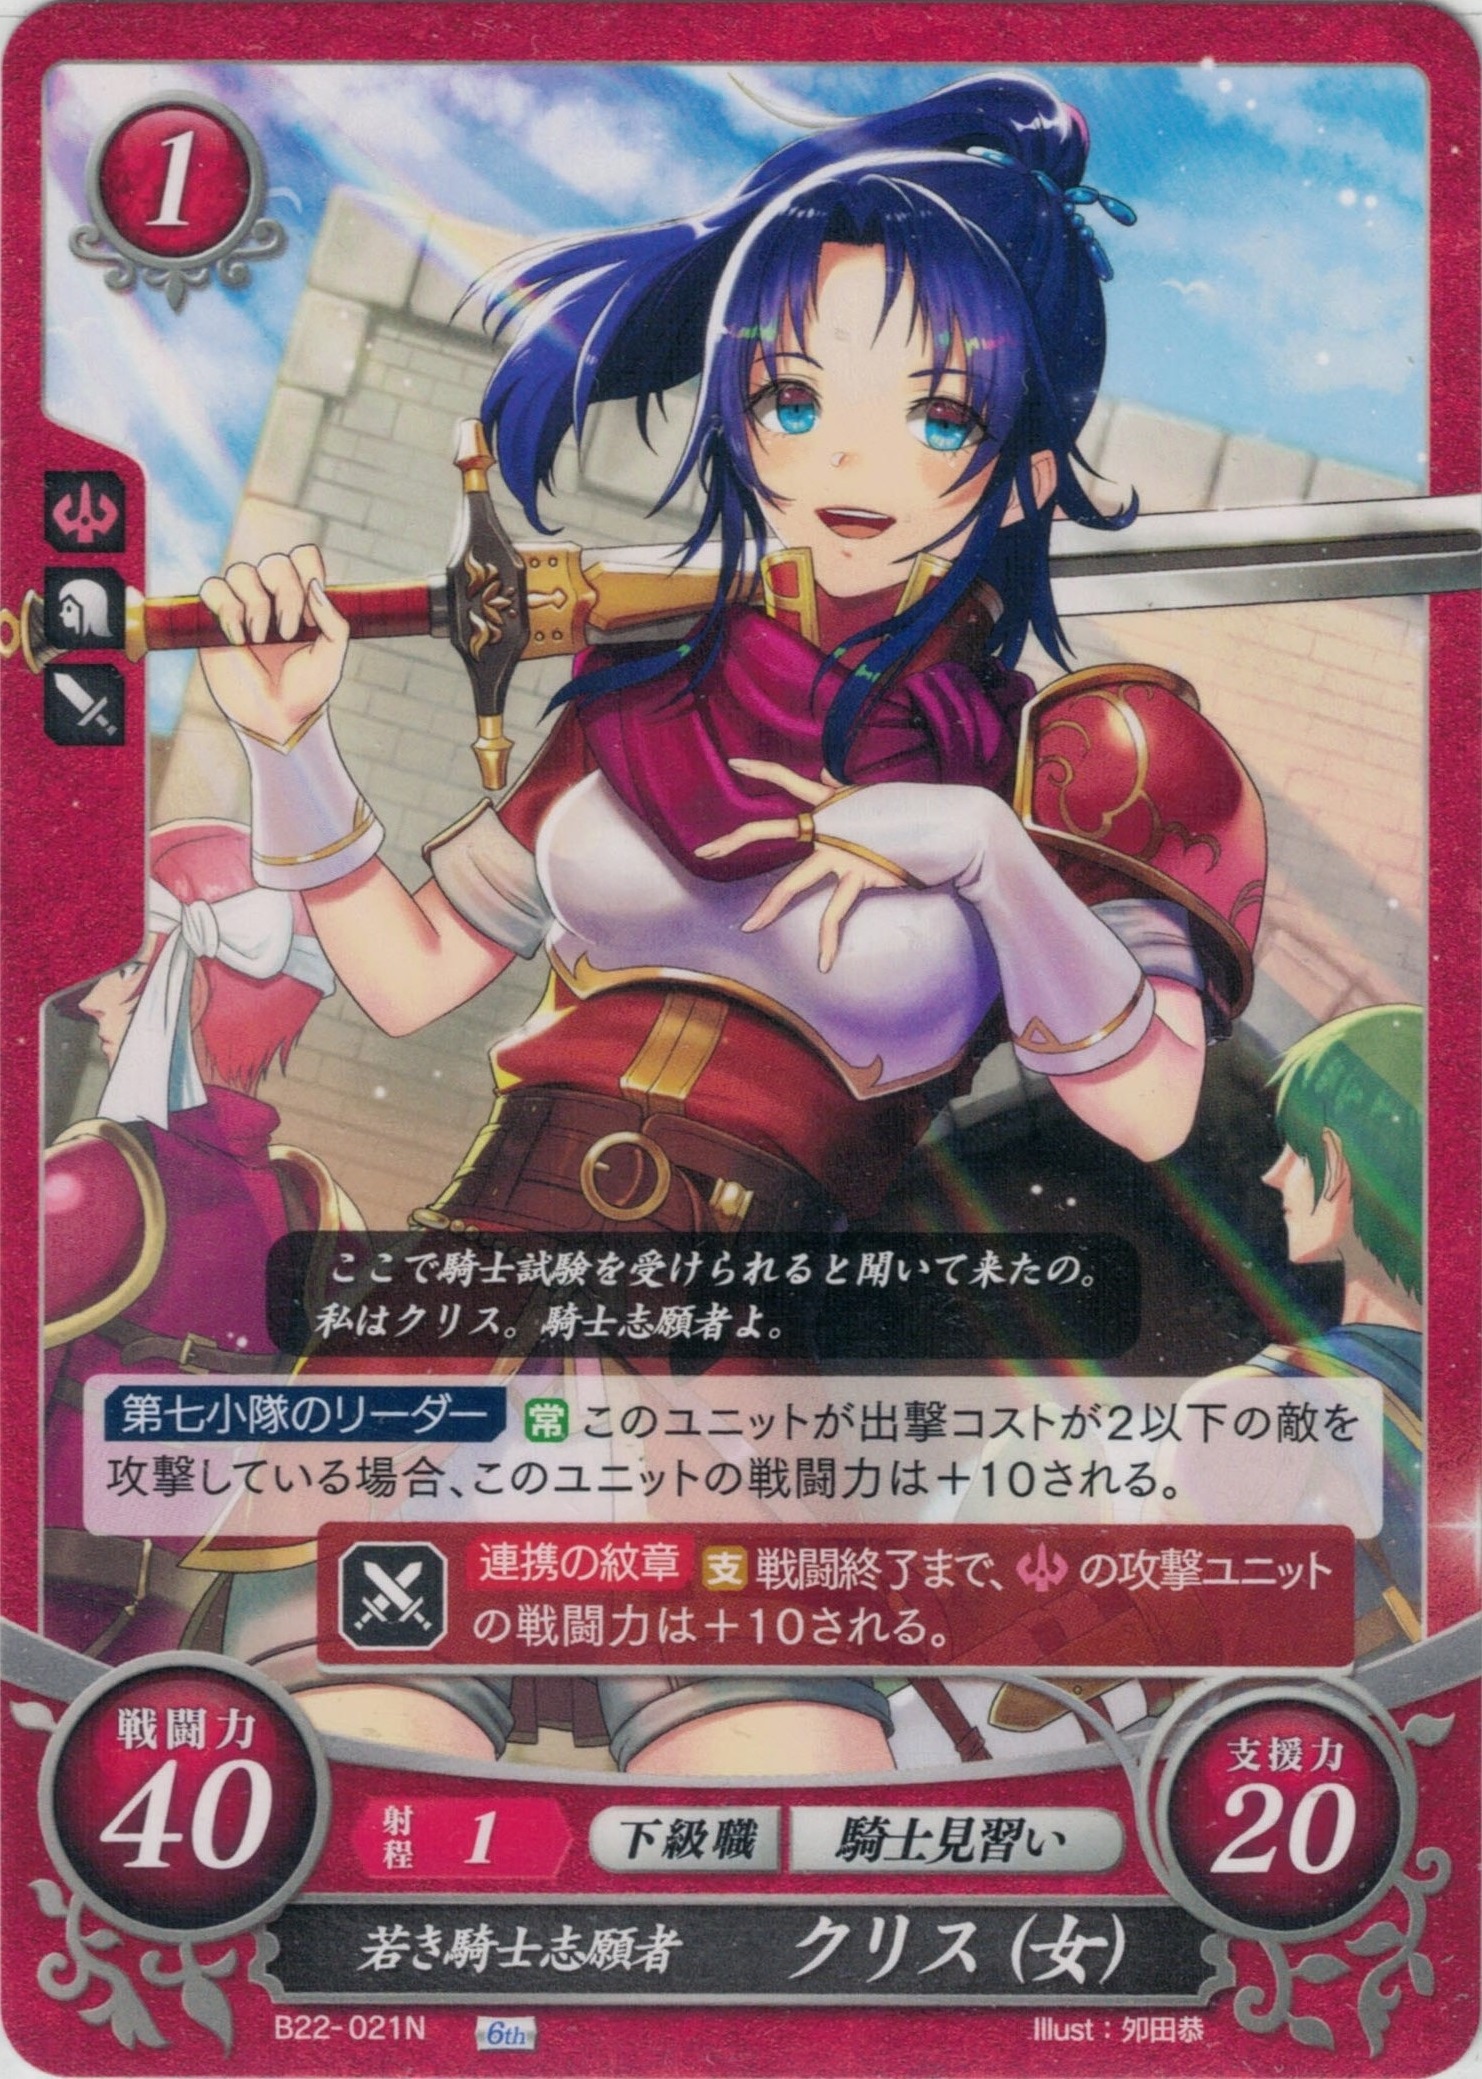 1
ここで騎士試験を受けられると聞いて来たの。
私はクリス。騎士志願者よ。
第七小隊のリーダー 常 このユニットが出撃コストが2以下の敵を
攻撃している場合、このユニットの戦闘力は＋10される。
連携の紋章 支 戦闘終了まで、の攻撃ユニット
の戦闘力は＋10される。
戦闘力
40
射程 1
下級職
騎士見習い
支援力
20
若き騎士志願者 クリス（女）
B22-021N
6th
Illust：夘田恭